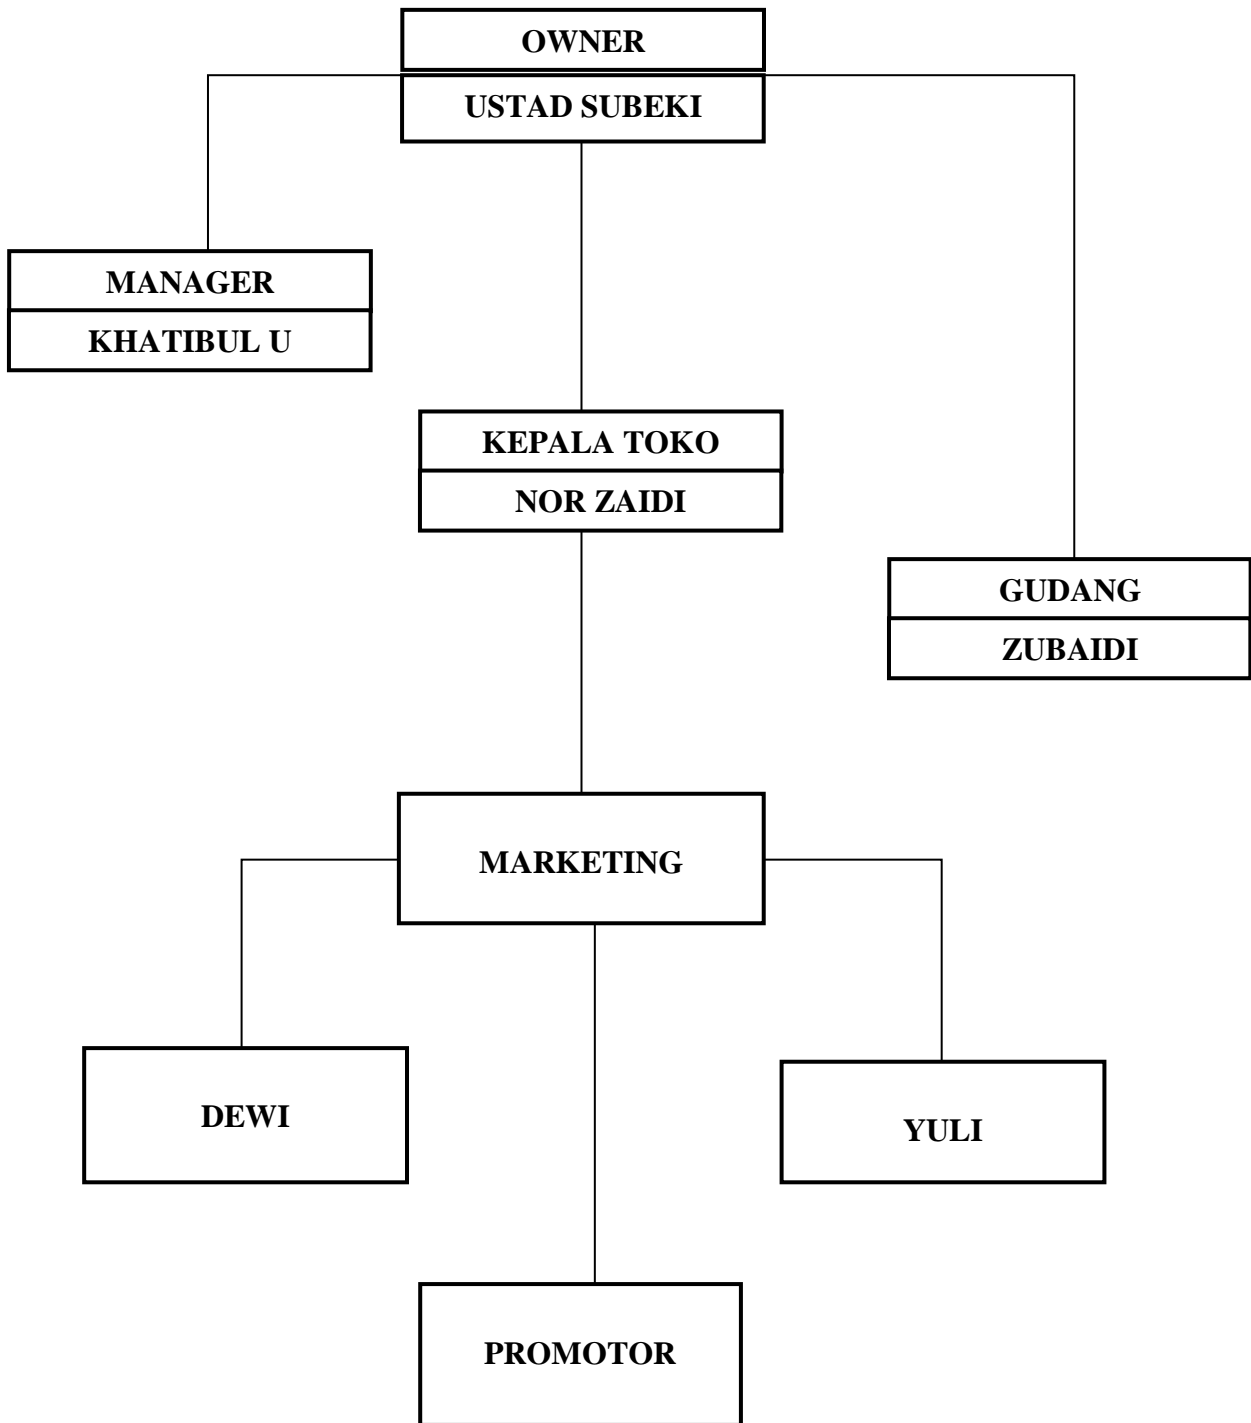 OWNER
USTAD SUBEKI
MANAGER
KHATIBUL U
KEPALA TOKO
NOR ZAIDI
GUDANG
ZUBAIDI
MARKETING
DEWI
YULI
PROMOTOR